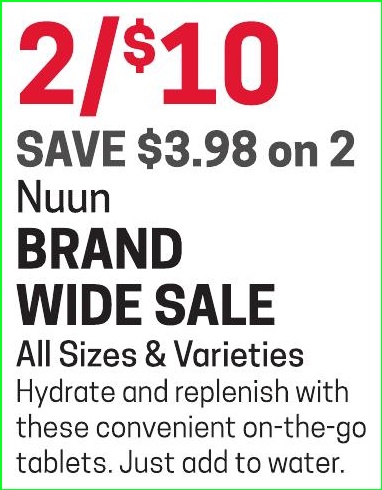 2/$10
SAVE $3.98 on 2
Nuun
BRAND
WIDE SALE
All Sizes & Varieties
Hydrate and replenish with
these convenient on-the-go
tablets. Just add to water.